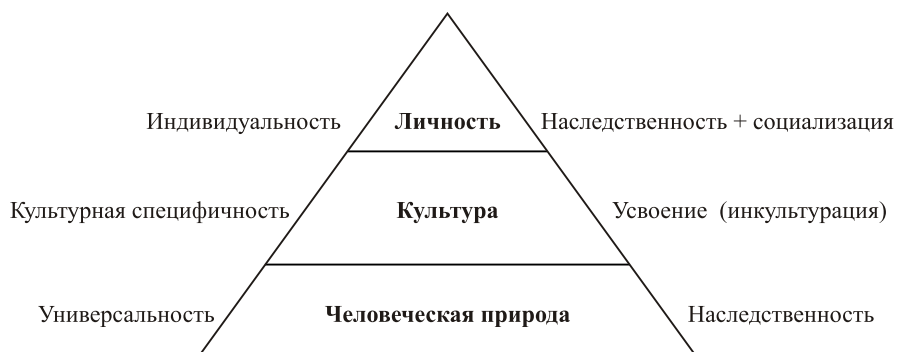 Индивидуальность Личность Наследственность + социализация
Культурная специфичность Культура Усвоение (инкультурация)
Универсальность Человеческая природа Наследственность